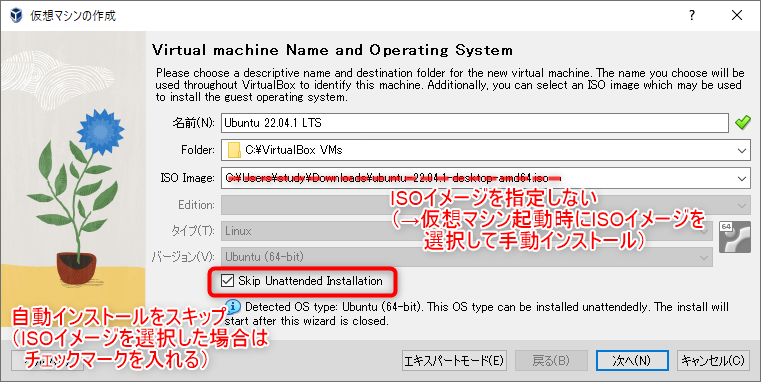 仮想マシンの作成
Virtual machine Name and Operating System
Please choose a descriptive name and destination folder for the new virtual machine. The name you choose will be
used throughout VirtualBox to identify this machine. Additionally, you can select an ISO image which may be used
to install the guest operating system.
名前(N): Ubuntu 22.04.1 LTS
Folder: C:¥VirtualBox VMs
ISO Image: C:¥Users¥study¥Downloads¥ubuntu-22.04.1-desktop-amd64.iso
ISOイメージを指定しない
(→仮想マシン起動時にISOイメージを
選択して手動インストール)
Edition:
タイプ(T): Linux
64
バージョン(V): Ubuntu (64-bit)
Skip Unattended Installation
Detected OS type: Ubuntu (64-bit). This OS type can be installed unattendedly. The install will
start after this wizard is closed.
自動インストールをスキップ
(ISOイメージを選択した場合は
チェックマークを入れる)
エキスパートモード(E) 戻る(B) 次へ(N) キャンセル(C)